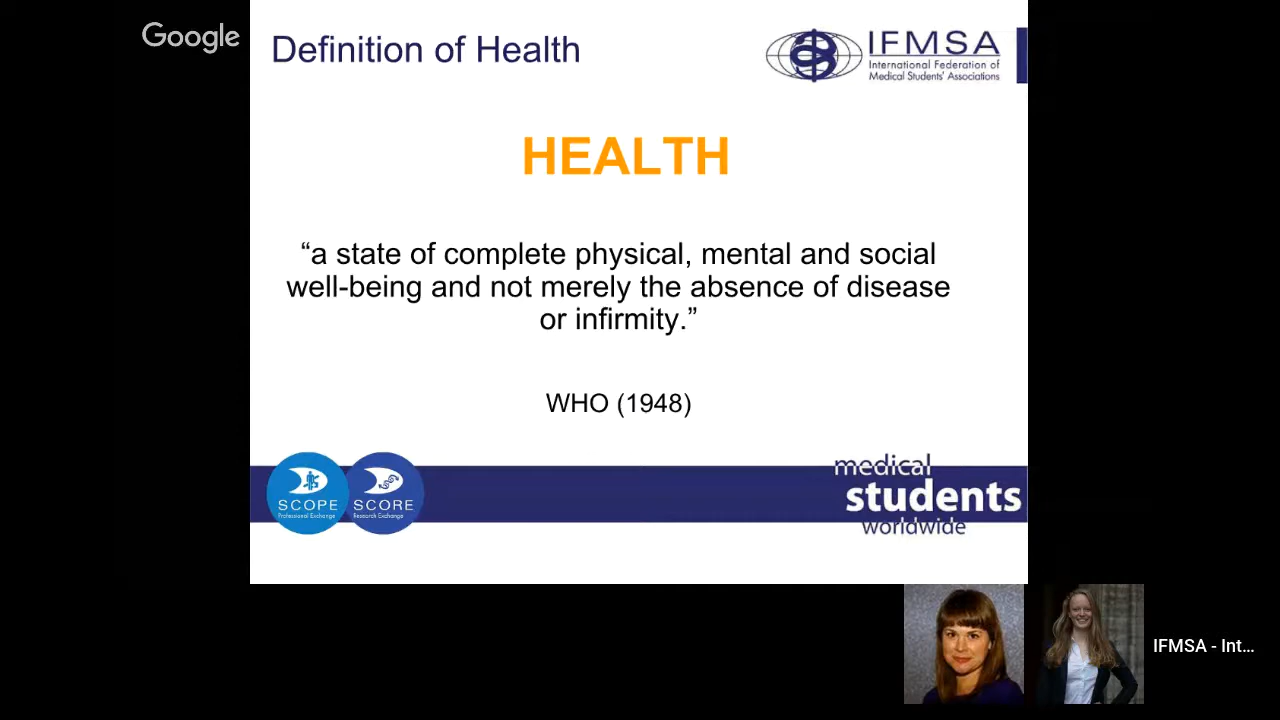 Google
Definition of Health
IFMSA
International Federation of
Medical Students' Associations
HEALTH
“a state of complete physical, mental and social
well-being and not merely the absence of disease
or infirmity.”
WHO (1948)
SCOPE
Professional Exchange
SCORE
Research Exchange
medical
students
worldwide
IFMSA - Int...